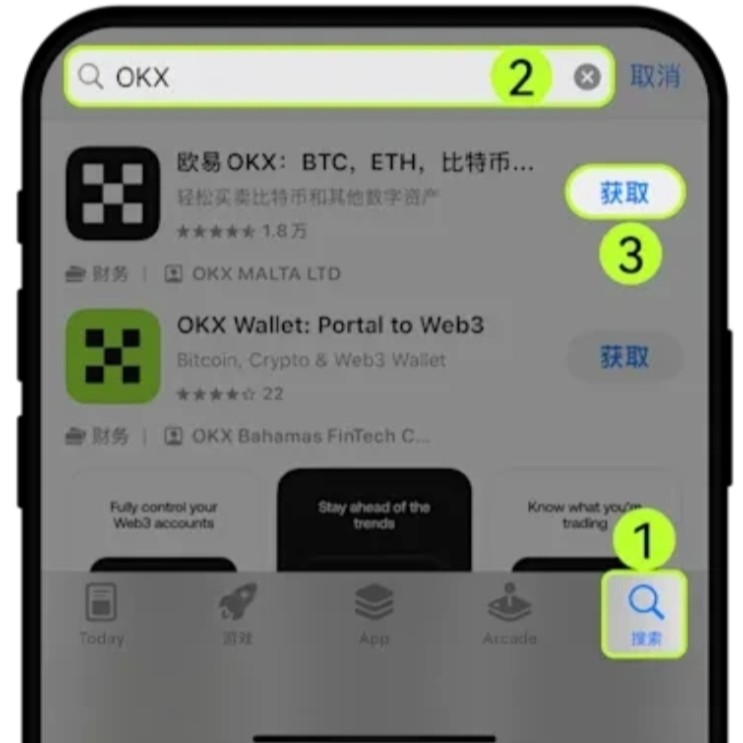 OKX
2
取消
欧易OKX：BTC，ETH，比特币...
轻松买卖比特币和其他数字资产
获取
1.8万
3
财务
OKX MALTA LTD
OKX Wallet: Portal to Web3
Bitcoin, Crypto & Web3 Wallet
获取
22
财务
OKX Bahamas FinTech C...
Fully control your
Web3 accounts
Stay ahead of the
trends
Know what you're
trading
1
Today
游戏
App
Arcade
搜索